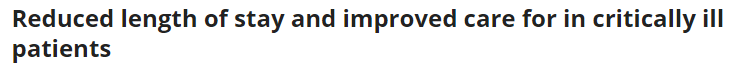 Reduced length of stay and improved care for in critically ill
patients